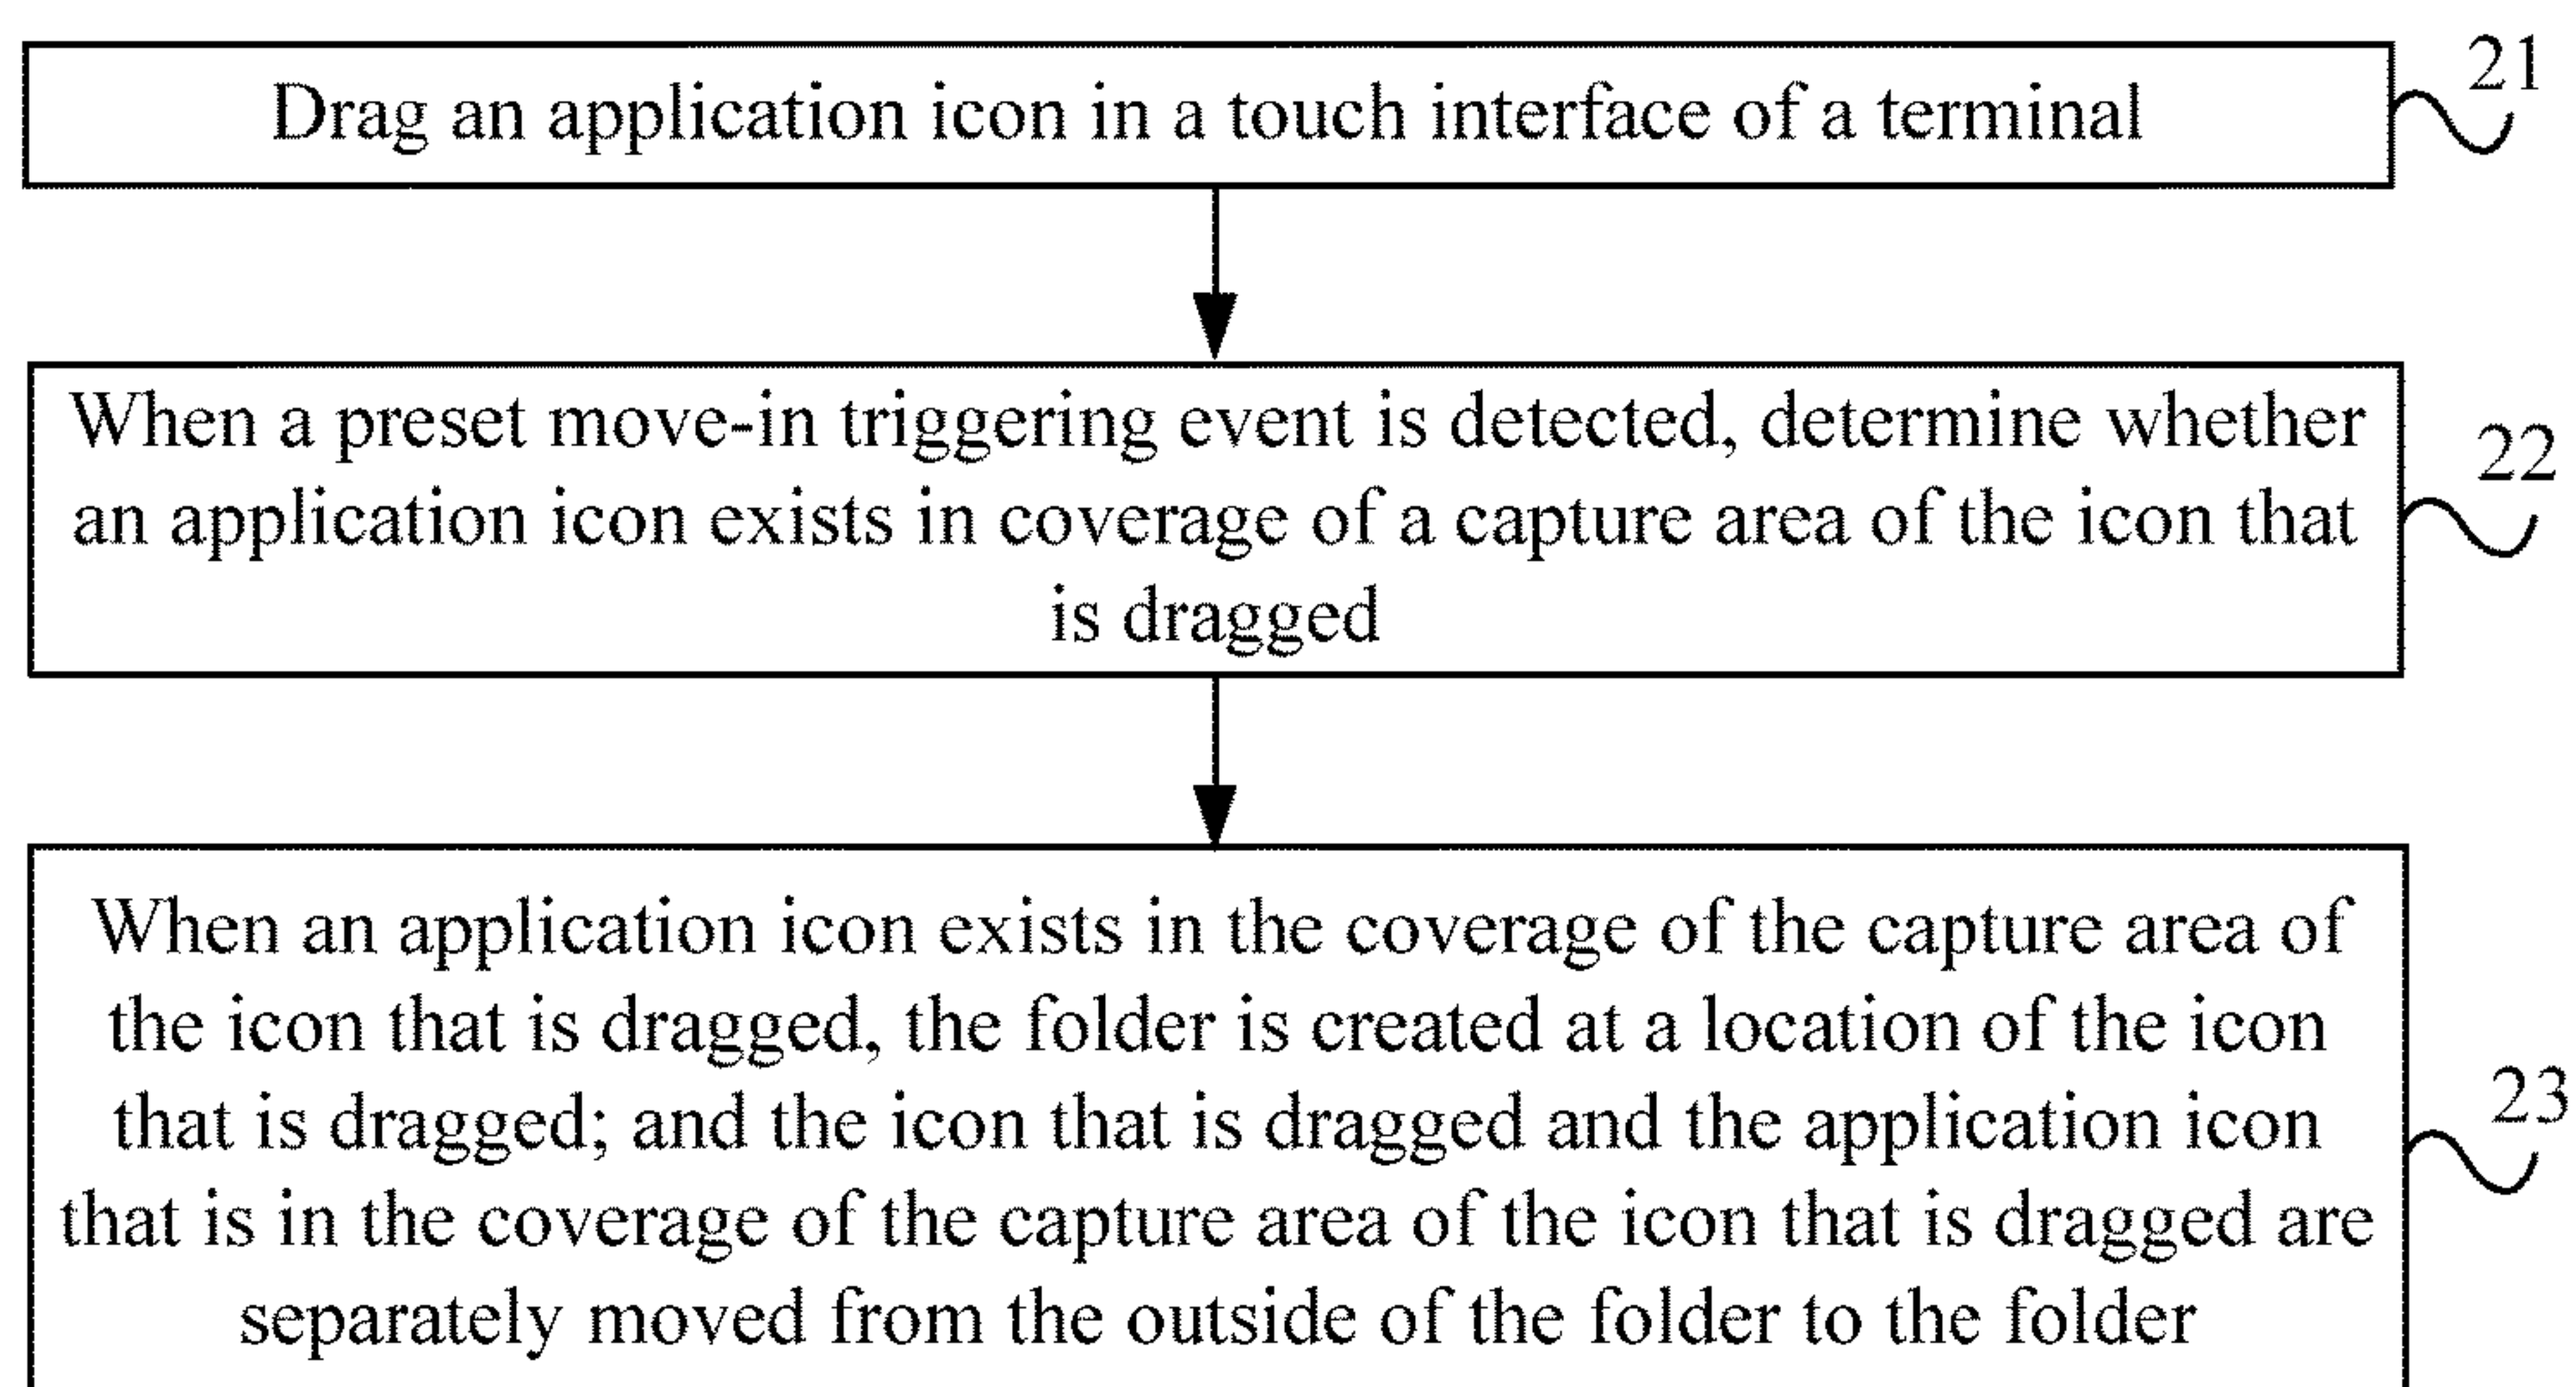 Drag an application icon in a touch interface of a terminal
21
When a preset move-in triggering event is detected, determine whether
an application icon exists in coverage of a capture area of the icon that
is dragged
22
When an application icon exists in the coverage of the capture area of
the icon that is dragged, the folder is created at a location of the icon
that is dragged; and the icon that is dragged and the application icon
that is in the coverage of the capture area of the icon that is dragged are
separately moved from the outside of the folder to the folder
23